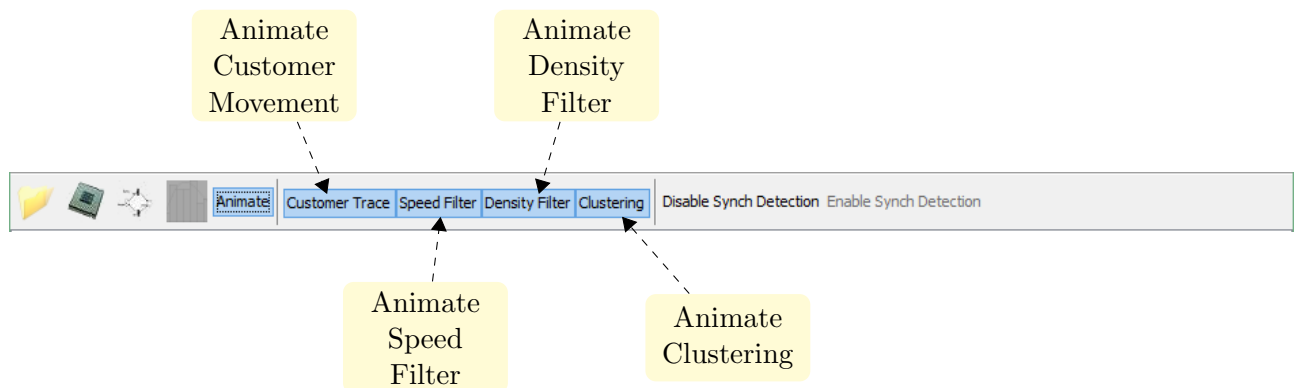 Animate
Customer
Movement
Animate
Density
Filter
Animate Customer Trace Speed Filter Density Filter Clustering Disable Synch Detection Enable Synch Detection
Animate
Speed
Filter
Animate
Clustering